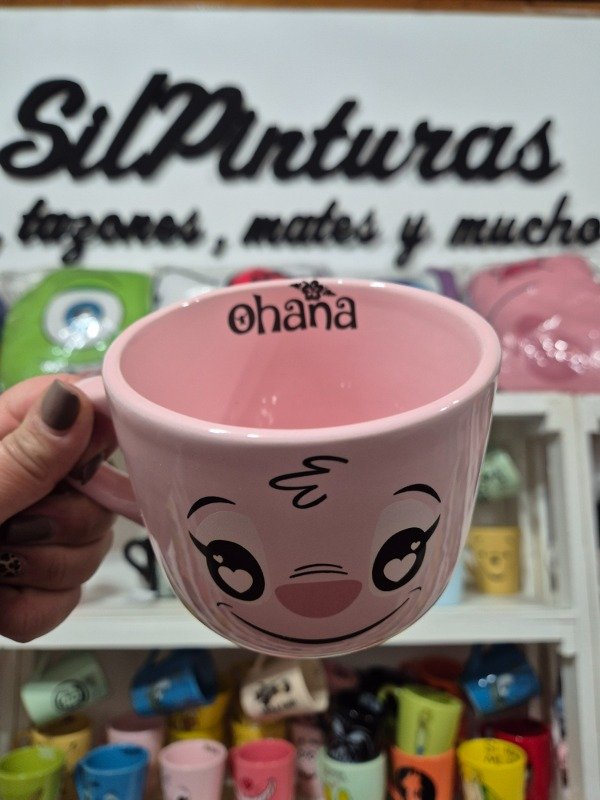 SilPinturas
, tazones, mates y mucho
ohana